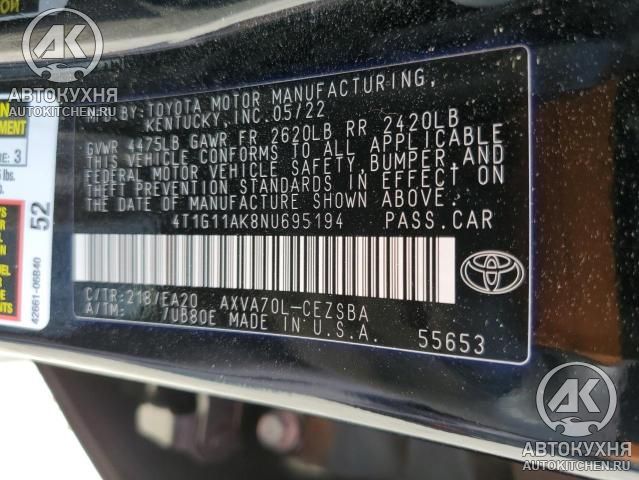 АВТОКУХНЯ
AUTOKITCHEN.RU
MFD BY: TOYOTA MOTOR MANUFACTURING,
KENTUCKY, INC. 05/22
GVWR 4475LB GAWR FR 2620LB RR 2420LB
THIS VEHICLE CONFORMS TO ALL APPLICABLE
FEDERAL MOTOR VEHICLE SAFETY, BUMPER, AND
THEFT PREVENTION STANDARDS IN EFFECT ON
THE DATE OF MANUFACTURE SHOWN ABOVE.
4T1G11AK8NU695194 PASS.CAR
C/TR: 218/EA20 AXVA70L-CEZSBA
A/TM: 7UB80E MADE IN U.S.A.
55653
52
42661-06B40
AK
АВТОКУХНЯ
AUTOKITCHEN.RU